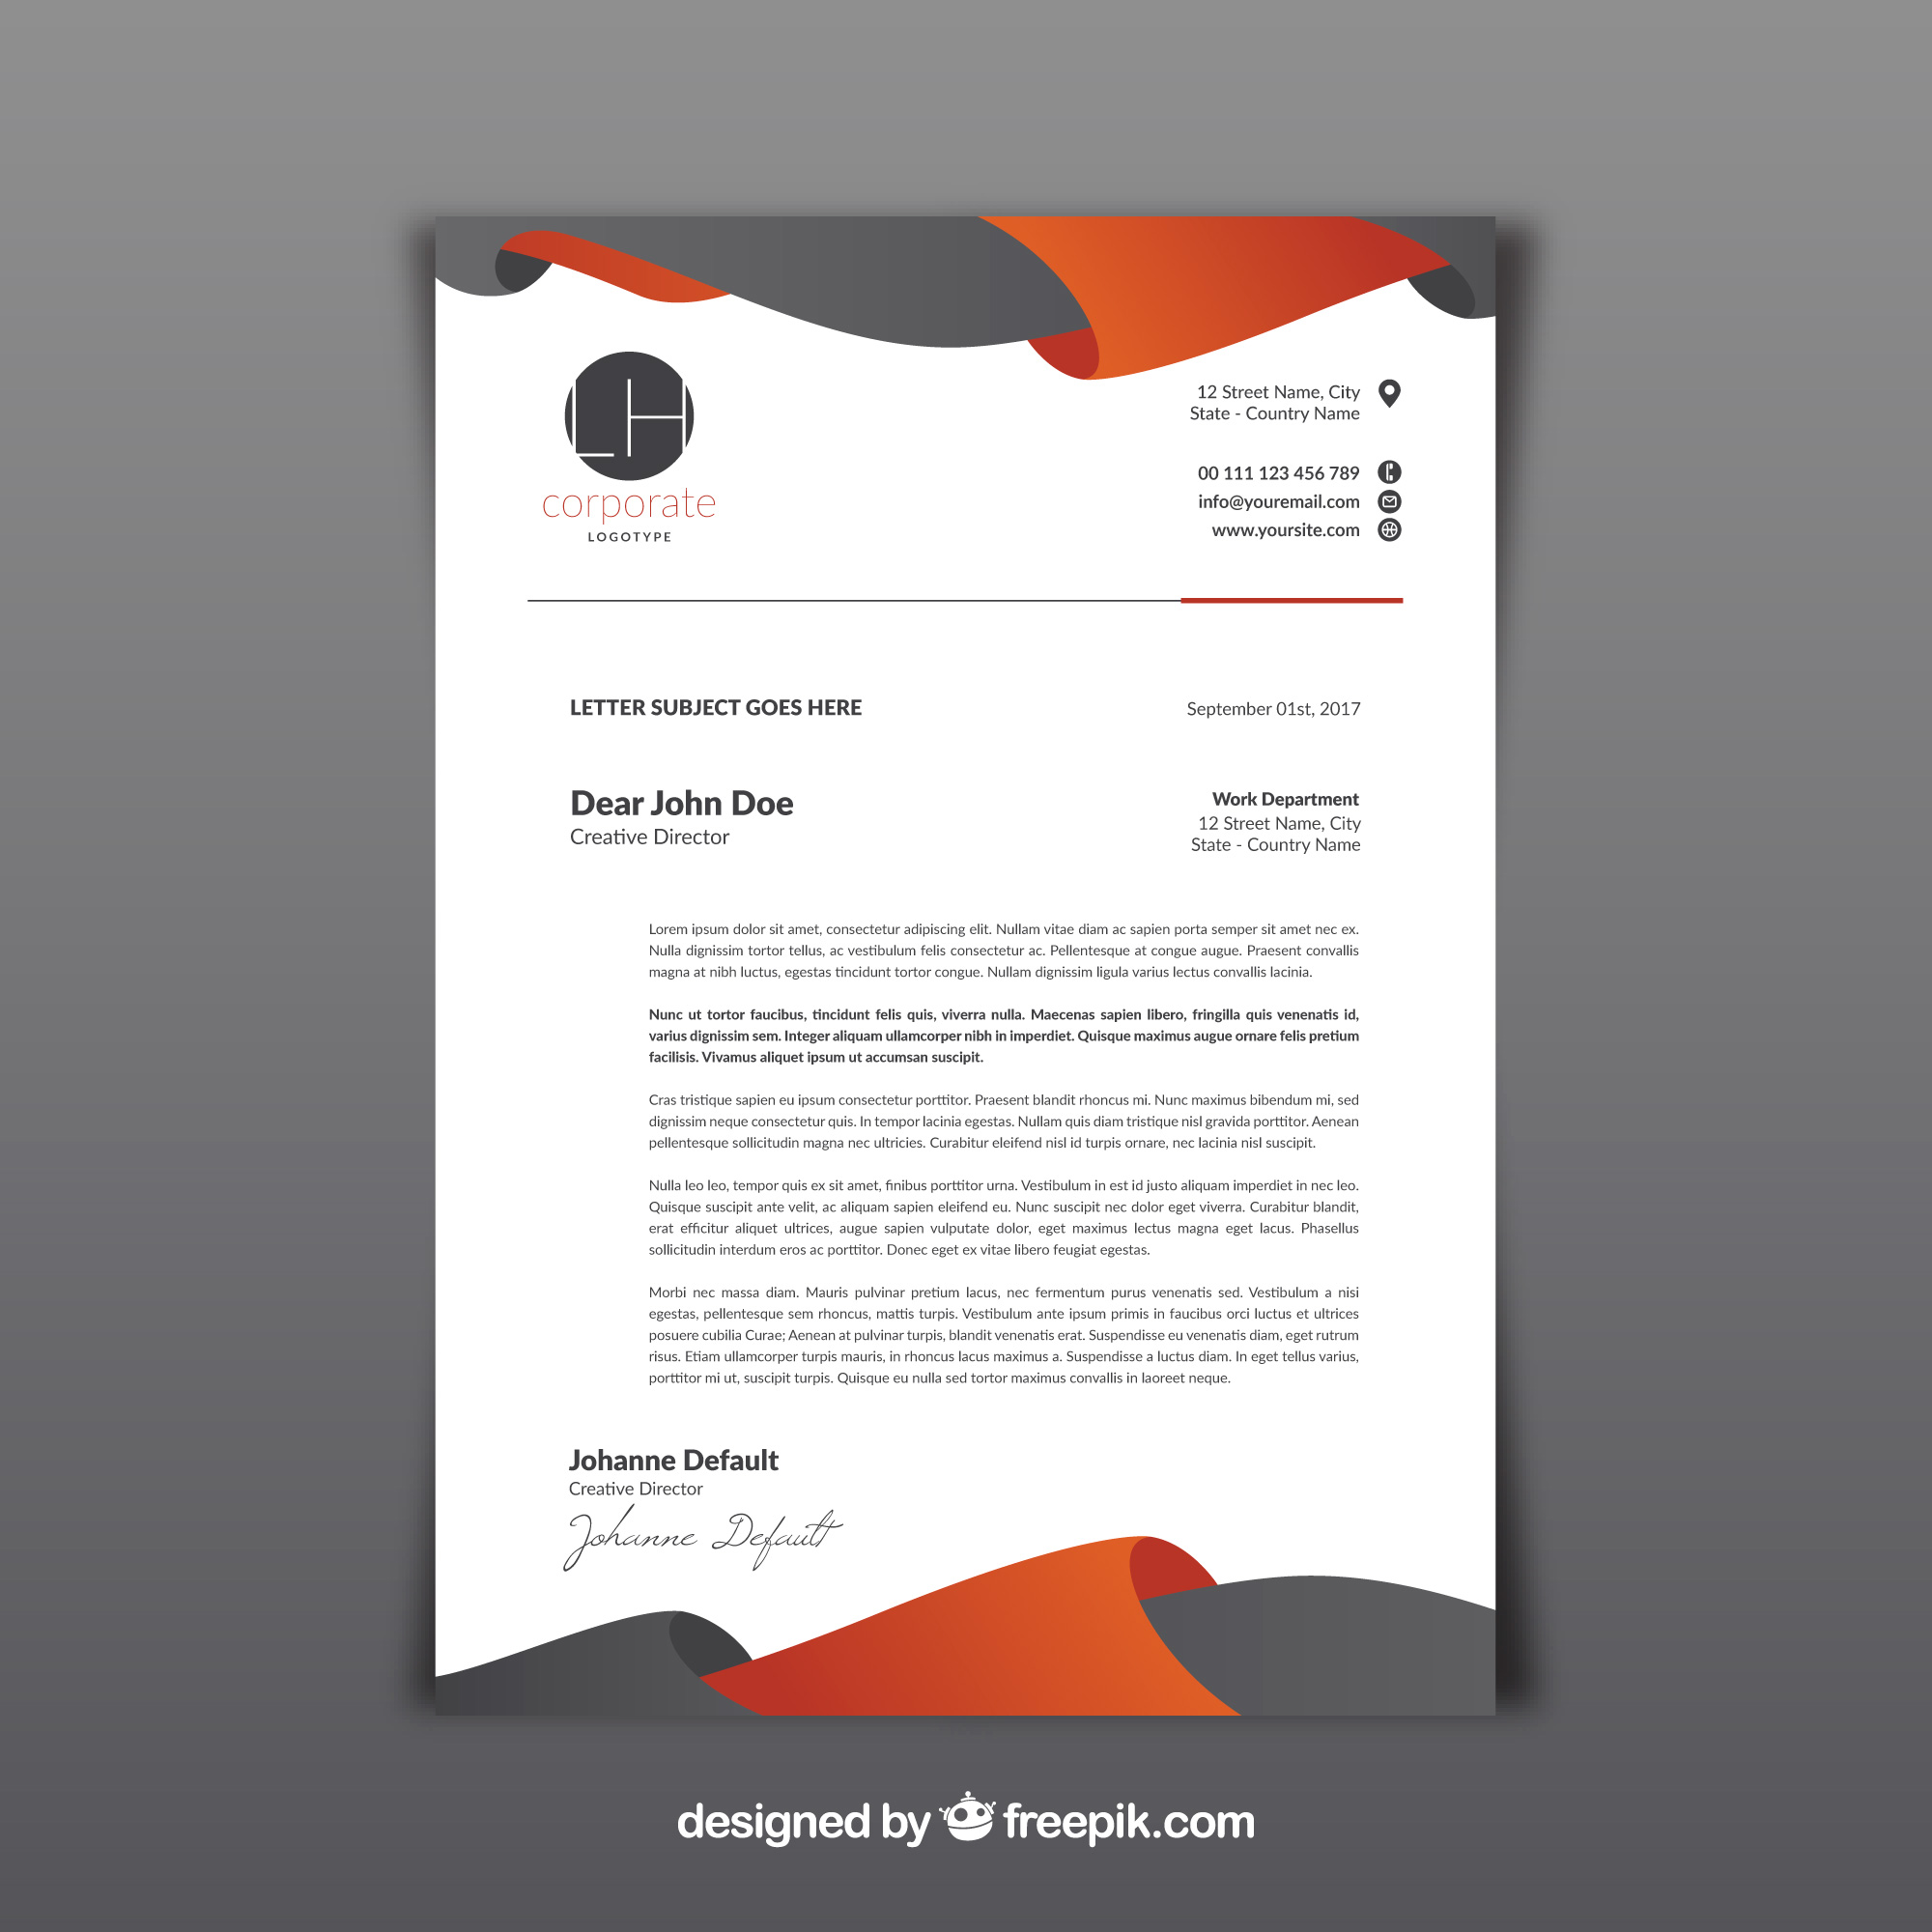 LH
corporate
LOGOTYPE
12 Street Name, City
State - Country Name
00 111 123 456 789
info@youremail.com
www.yoursite.com
LETTER SUBJECT GOES HERE
September 01st, 2017
Dear John Doe
Creative Director
Work Department
12 Street Name, City
State - Country Name
Lorem ipsum dolor sit amet, consectetur adipiscing elit. Nullam vitae diam ac sapien porta semper sit amet nec ex.
Nulla dignissim tortor tellus, ac vestibulum felis consectetur ac. Pellentesque at congue augue. Praesent convallis
magna at nibh luctus, egestas tincidunt tortor congue. Nullam dignissim ligula varius lectus convallis lacinia.
Nunc ut tortor faucibus, tincidunt felis quis, viverra nulla. Maecenas sapien libero, fringilla quis venenatis id,
varius dignissim sem. Integer aliquam ullamcorper nibh in imperdiet. Quisque maximus augue ornare felis pretium
facilisis. Vivamus aliquet ipsum ut accumsan suscipit.
Cras tristique sapien eu ipsum consectetur porttitor. Praesent blandit rhoncus mi. Nunc maximus bibendum mi, sed
dignissim neque consectetur quis. In tempor lacinia egestas. Nullam quis diam tristique nisl gravida porttitor. Aenean
pellentesque sollicitudin magna nec ultricies. Curabitur eleifend nisl id turpis ornare, nec lacinia nisl suscipit.
Nulla leo leo, tempor quis ex sit amet, finibus porttitor urna. Vestibulum in est id justo aliquam imperdiet in nec leo.
Quisque suscipit ante velit, ac aliquam sapien eleifend eu. Nunc suscipit nec dolor eget viverra. Curabitur blandit,
erat efficitur aliquet ultrices, augue sapien vulputate dolor, eget maximus lectus magna eget lacus. Phasellus
sollicitudin interdum eros ac porttitor. Donec eget ex vitae libero feugiat egestas.
Morbi nec massa diam. Mauris pulvinar pretium lacus, nec fermentum purus venenatis sed. Vestibulum a nisi
egestas, pellentesque sem rhoncus, mattis turpis. Vestibulum ante ipsum primis in faucibus orci luctus et ultrices
posuere cubilia Curae; Aenean at pulvinar turpis, blandit venenatis erat. Suspendisse eu venenatis diam, eget rutrum
risus. Etiam ullamcorper turpis mauris, in rhoncus lacus maximus a. Suspendisse a luctus diam. In eget tellus varius,
porttitor mi ut, suscipit turpis. Quisque eu nulla sed tortor maximus convallis in laoreet neque.
Johanne Default
Creative Director
Johanne Default
designed by freepik.com